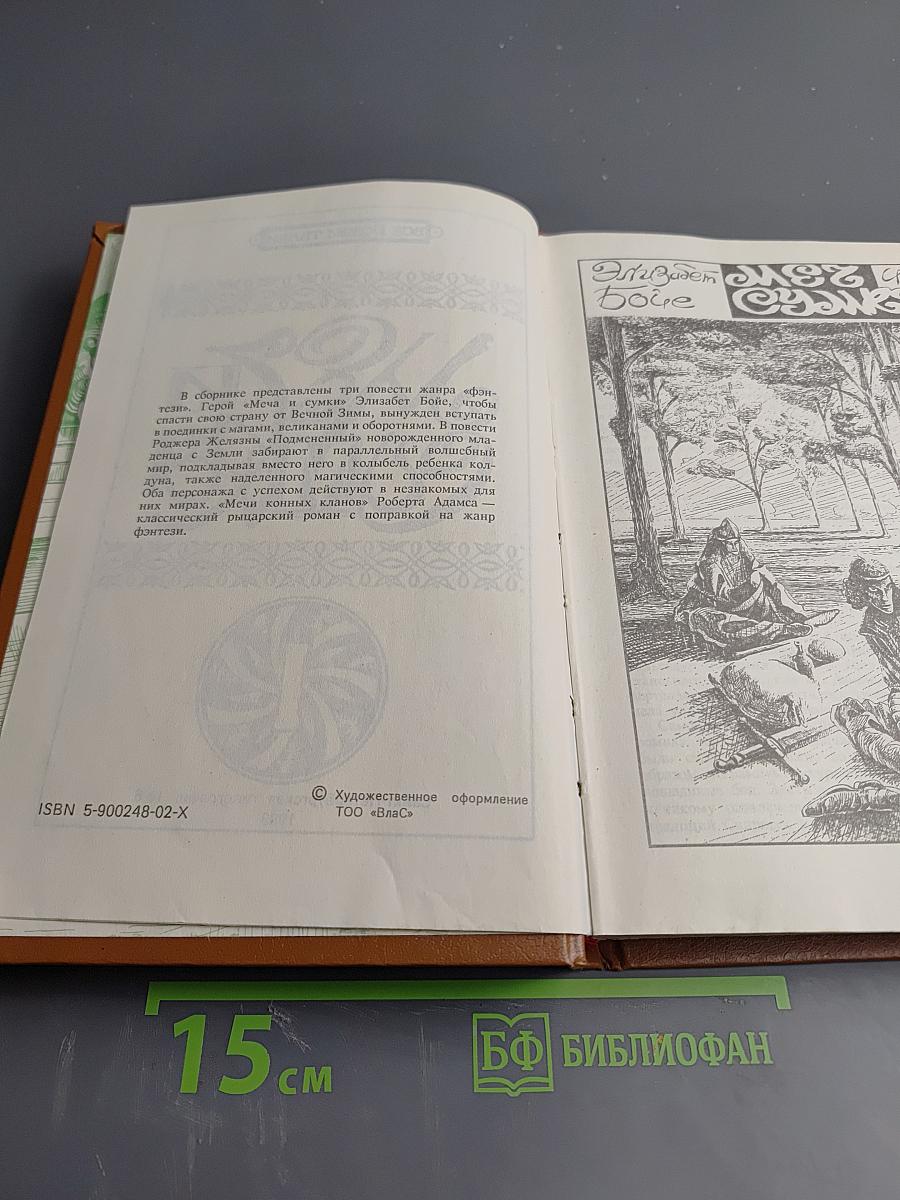 В сборнике представлены три повести жанра «фэн-
тези». Герой «Меча и сумки» Элизабет Бойе, чтобы
спасти свою страну от Вечной Зимы, вынужден вступать
в поединки с магами, великанами и оборотнями. В повести
Роджера Желязны «Подмененный» новорожденного мла-
денца с Земли забирают в параллельный волшебный
мир, подкладывая вместо него в колыбель ребенка кол-
дуна, также наделенного магическими способностями.
Оба персонажа с успехом действуют в незнакомых для
них мирах. «Мечи конных кланов» Роберта Адамса —
классический рыцарский роман с поправкой на жанр
фэнтези.
ISBN 5-900248-02-X
© Художественное оформление
ТОО «ВлаС»
Элизабет
Бойе
МЕЧ
15 см
БФ БИБЛИОФАН